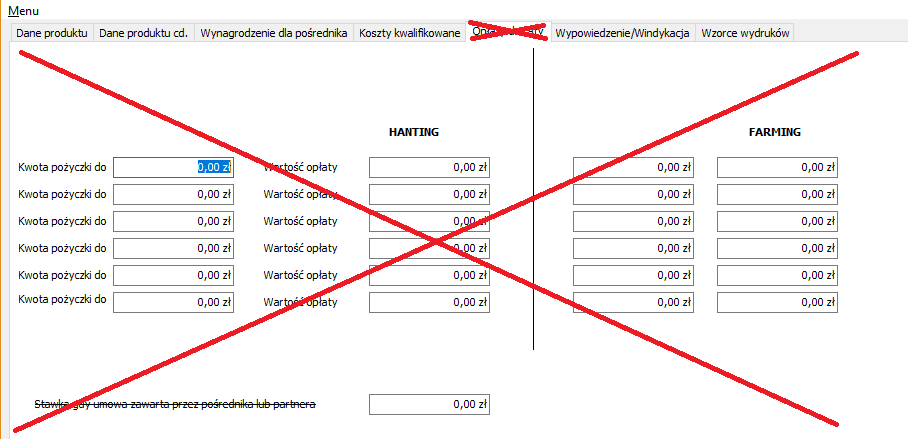 Menu
Dane produktu Dane produktu cd. Wynagrodzenie dla pośrednika Koszty kwalifikowane Wypowiedzenie/Windykacja Wzorce wydruków
HANTING FARMING
Kwota pożyczki do 0,00 zł Wartość opłaty 0,00 zł 0,00 zł 0,00 zł
Kwota pożyczki do 0,00 zł Wartość opłaty 0,00 zł 0,00 zł 0,00 zł
Kwota pożyczki do 0,00 zł Wartość opłaty 0,00 zł 0,00 zł 0,00 zł
Kwota pożyczki do 0,00 zł Wartość opłaty 0,00 zł 0,00 zł 0,00 zł
Kwota pożyczki do 0,00 zł Wartość opłaty 0,00 zł 0,00 zł 0,00 zł
Kwota pożyczki do 0,00 zł Wartość opłaty 0,00 zł 0,00 zł 0,00 zł
Stawka gdy umowa zawarta przez pośrednika lub partnera 0,00 zł